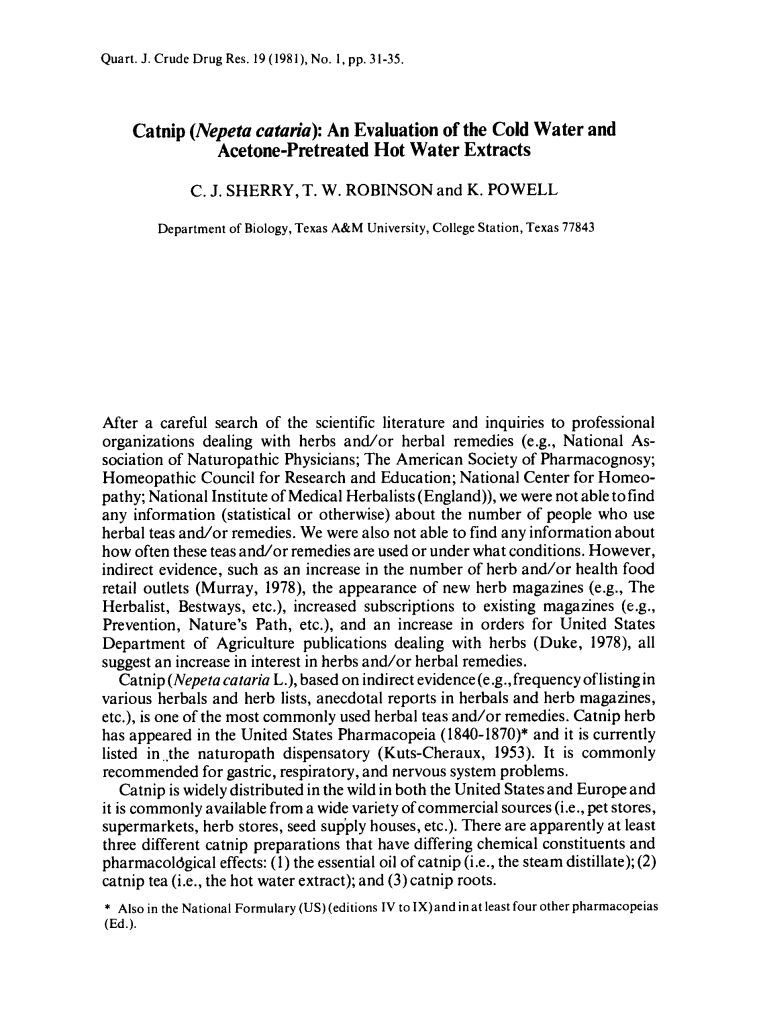 Quart. J. Crude Drug Res. 19 (1981), No. 1, pp. 31-35.
Catnip (Nepeta cataria): An Evaluation of the Cold Water and
Acetone-Pretreated Hot Water Extracts
C. J. SHERRY, T. W. ROBINSON and K. POWELL
Department of Biology, Texas A&M University, College Station, Texas 77843
After a careful search of the scientific literature and inquiries to professional
organizations dealing with herbs and/or herbal remedies (e.g., National As-
sociation of Naturopathic Physicians; The American Society of Pharmacognosy;
Homeopathic Council for Research and Education; National Center for Homeo-
pathy; National Institute of Medical Herbalists (England)), we were not able to find
any information (statistical or otherwise) about the number of people who use
herbal teas and/or remedies. We were also not able to find any information about
how often these teas and/or remedies are used or under what conditions. However,
indirect evidence, such as an increase in the number of herb and/or health food
retail outlets (Murray, 1978), the appearance of new herb magazines (e.g., The
Herbalist, Bestways, etc.), increased subscriptions to existing magazines (e.g.,
Prevention, Nature's Path, etc.), and an increase in orders for United States
Department of Agriculture publications dealing with herbs (Duke, 1978), all
suggest an increase in interest in herbs and/or herbal remedies.
Catnip (Nepeta cataria L.), based on indirect evidence (e.g., frequency of listing in
various herbals and herb lists, anecdotal reports in herbals and herb magazines,
etc.), is one of the most commonly used herbal teas and/or remedies. Catnip herb
has appeared in the United States Pharmacopeia (1840-1870)* and it is currently
listed in the naturopath dispensatory (Kuts-Cheraux, 1953). It is commonly
recommended for gastric, respiratory, and nervous system problems.
Catnip is widely distributed in the wild in both the United States and Europe and
it is commonly available from a wide variety of commercial sources (i.e., pet stores,
supermarkets, herb stores, seed supply houses, etc.). There are apparently at least
three different catnip preparations that have differing chemical constituents and
pharmacological effects: (1) the essential oil of catnip (i.e., the steam distillate); (2)
catnip tea (i.e., the hot water extract); and (3) catnip roots.
* Also in the National Formulary (US) (editions IV to IX) and in at least four other pharmacopeias
(Ed.).